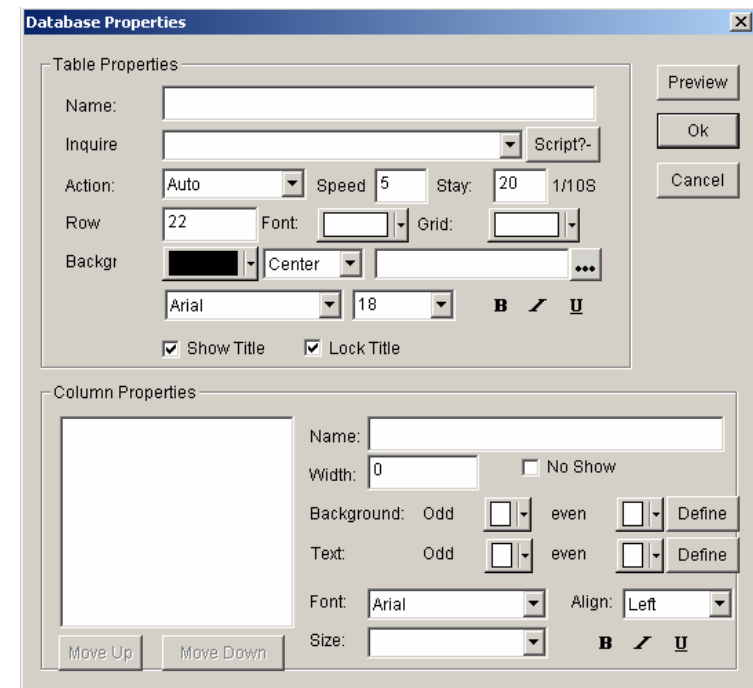 Database Properties
Table Properties
Preview
Name:
Ok
Inquire Script?-
Cancel
Action: Auto Speed 5 Stay: 20 1/10S
Row 22 Font: Grid:
Backgr Center ...
Arial 18 B I U
Show Title Lock Title
Column Properties
Name:
Width: 0 No Show
Background: Odd even Define
Text: Odd even Define
Font: Arial Align: Left
Size: B I U
Move Up Move Down